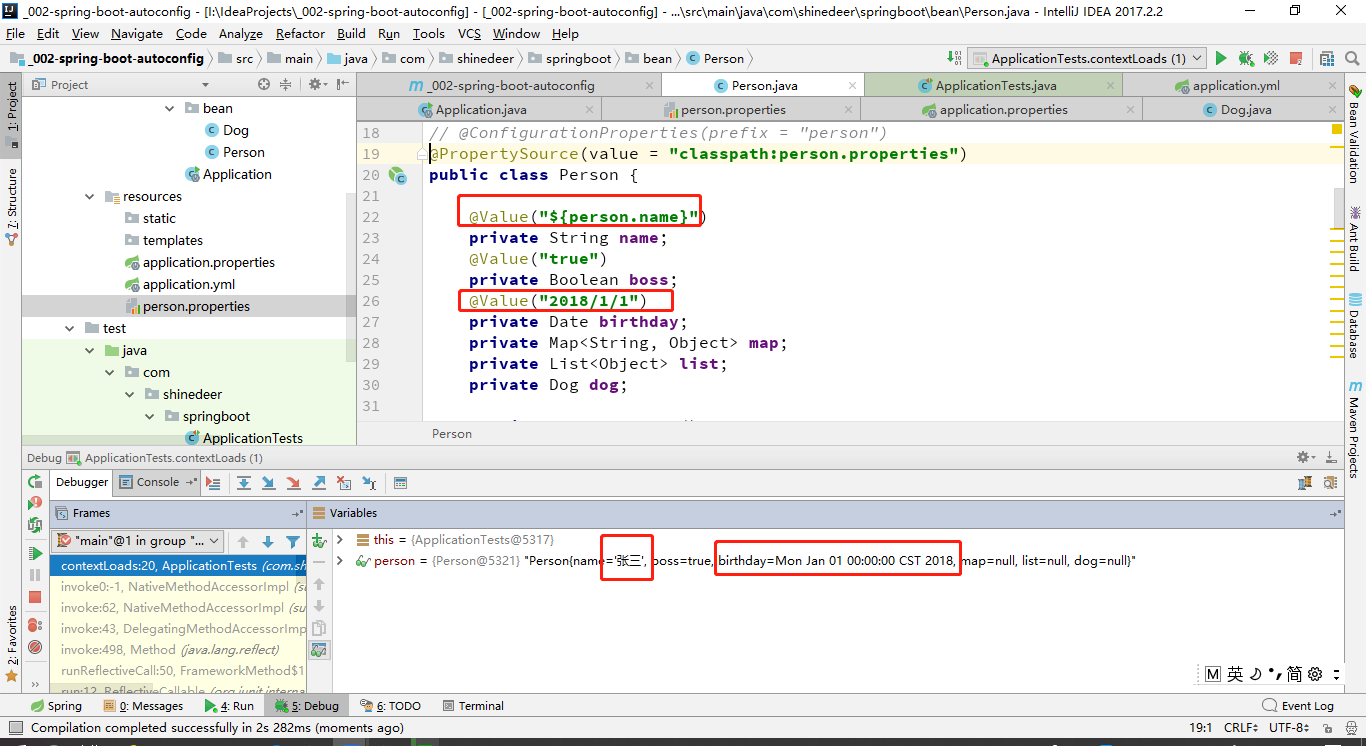 _002-spring-boot-autoconfig - [I:\IdeaProjects\_002-spring-boot-autoconfig] - [_002-spring-boot-autoconfig] - ...\src\main\java\com\shinedeer\springboot\bean\Person.java - IntelliJ IDEA 2017.2.2
File Edit View Navigate Code Analyze Refactor Build Run Tools VCS Window Help
_002-spring-boot-autoconfig src main java com shinedeer springboot bean Person ApplicationTests.contextLoads (1)
1: Project
7: Structure
2: Favorites
Project
bean
Dog
Person
Application
resources
static
templates
application.properties
application.yml
person.properties
test
java
com
shinedeer
springboot
ApplicationTests
_002-spring-boot-autoconfig Person.java ApplicationTests.java application.yml
Application.java person.properties application.properties Dog.java
18 // @ConfigurationProperties(prefix = "person")
19 @PropertySource(value = "classpath:person.properties")
20 public class Person {
21
22 @Value("${person.name}")
23 private String name;
24 @Value("true")
25 private Boolean boss;
26 @Value("2018/1/1")
27 private Date birthday;
28 private Map<String, Object> map;
29 private List<Object> list;
30 private Dog dog;
31
Person
Bean Validation
Ant Build
Database
Maven Projects
Debug ApplicationTests.contextLoads (1)
Debugger Console
Frames
"main"@1 in group "...
contextLoads:20, ApplicationTests (com.sh
invoke0:-1, NativeMethodAccessorImpl (su
invoke:62, NativeMethodAccessorImpl (su
invoke:43, DelegatingMethodAccessorImp
invoke:498, Method (java.lang.reflect)
runReflectiveCall:50, FrameworkMethod$1
run:12, ReflectiveCallable (org.junit.interna
Variables
this = {ApplicationTests@5317}
person = {Person@5321} "Person{name='张三', boss=true, birthday=Mon Jan 01 00:00:00 CST 2018, map=null, list=null, dog=null}"
M 英 简
Spring 0: Messages 4: Run 5: Debug 6: TODO Terminal Event Log
Compilation completed successfully in 2s 282ms (moments ago) 19:1 CRLF UTF-8